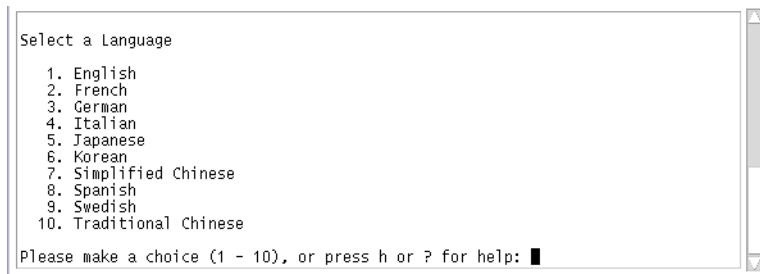 Select a Language
1. English
2. French
3. German
4. Italian
5. Japanese
6. Korean
7. Simplified Chinese
8. Spanish
9. Swedish
10. Traditional Chinese
Please make a choice (1 - 10), or press h or ? for help: